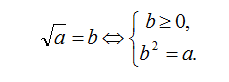 √a = b ⇔ { b ≥ 0,
b² = a.